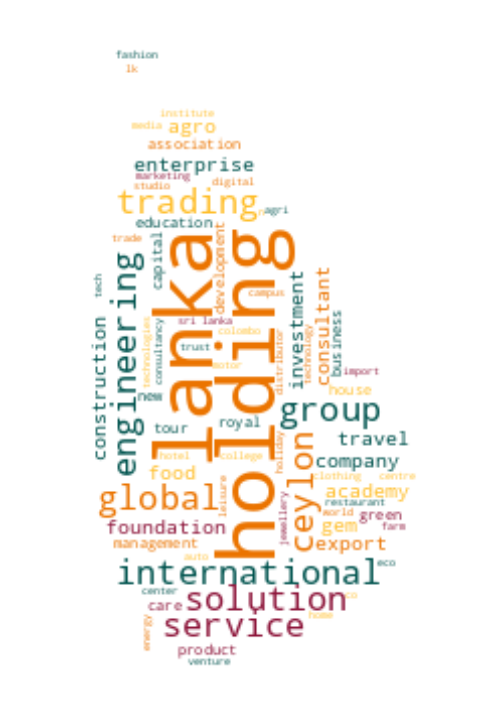 fashion
lk
institute
media
agro
association
enterprise
marketing
studio
digital
trading
agri
education
trade
capital
development
lanka
holding
engineering
tech
campus
investment
consultant
construction
technologies
consultancy
sri lanka
colombo
trust
motor
distributor
technology
business
import
new
house
tour
royal
group
travel
hotel
college
holiday
ceylon
company
food
clothing
centre
global
leisure
academy
restaurant
jewellery
world
green
foundation
gem
farm
management
export
auto
international
eco
center
care
solution
co
home
service
energy
product
venture